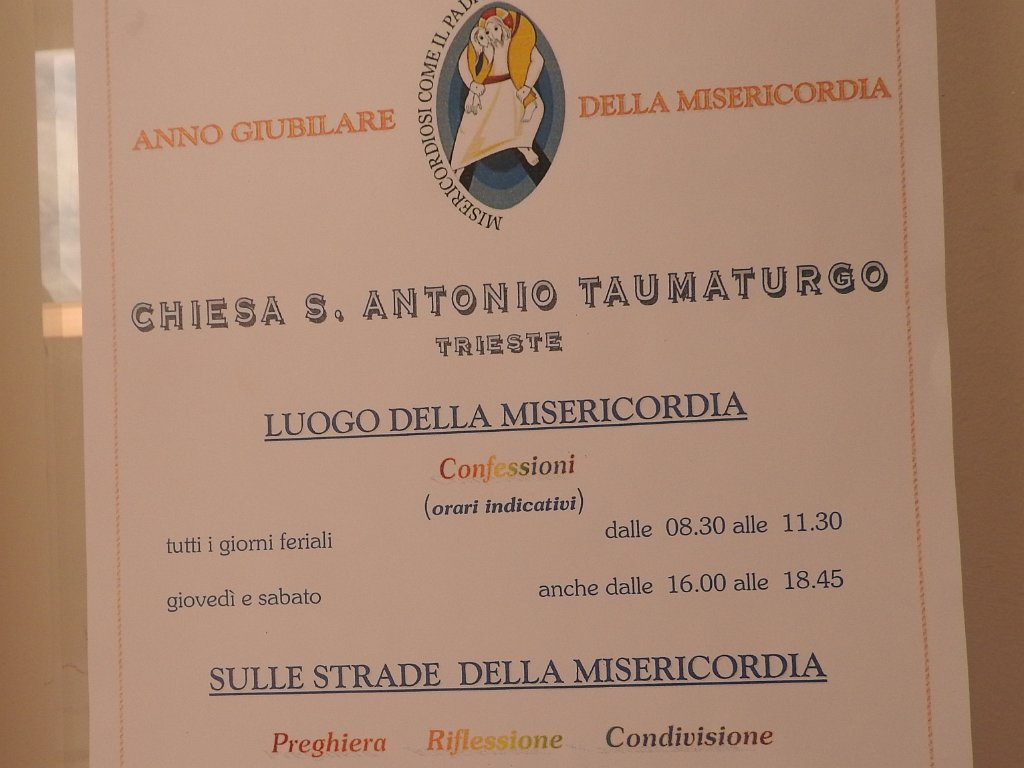 MISERICORDIOSI COME IL
ANNO GIUBILARE DELLA MISERICORDIA
CHIESA S. ANTONIO TAUMATURGO
TRIESTE
LUOGO DELLA MISERICORDIA
Confessioni
(orari indicativi)
tutti i giorni feriali dalle 08.30 alle 11.30
giovedì e sabato anche dalle 16.00 alle 18.45
SULLE STRADE DELLA MISERICORDIA
Preghiera Riflessione Condivisione